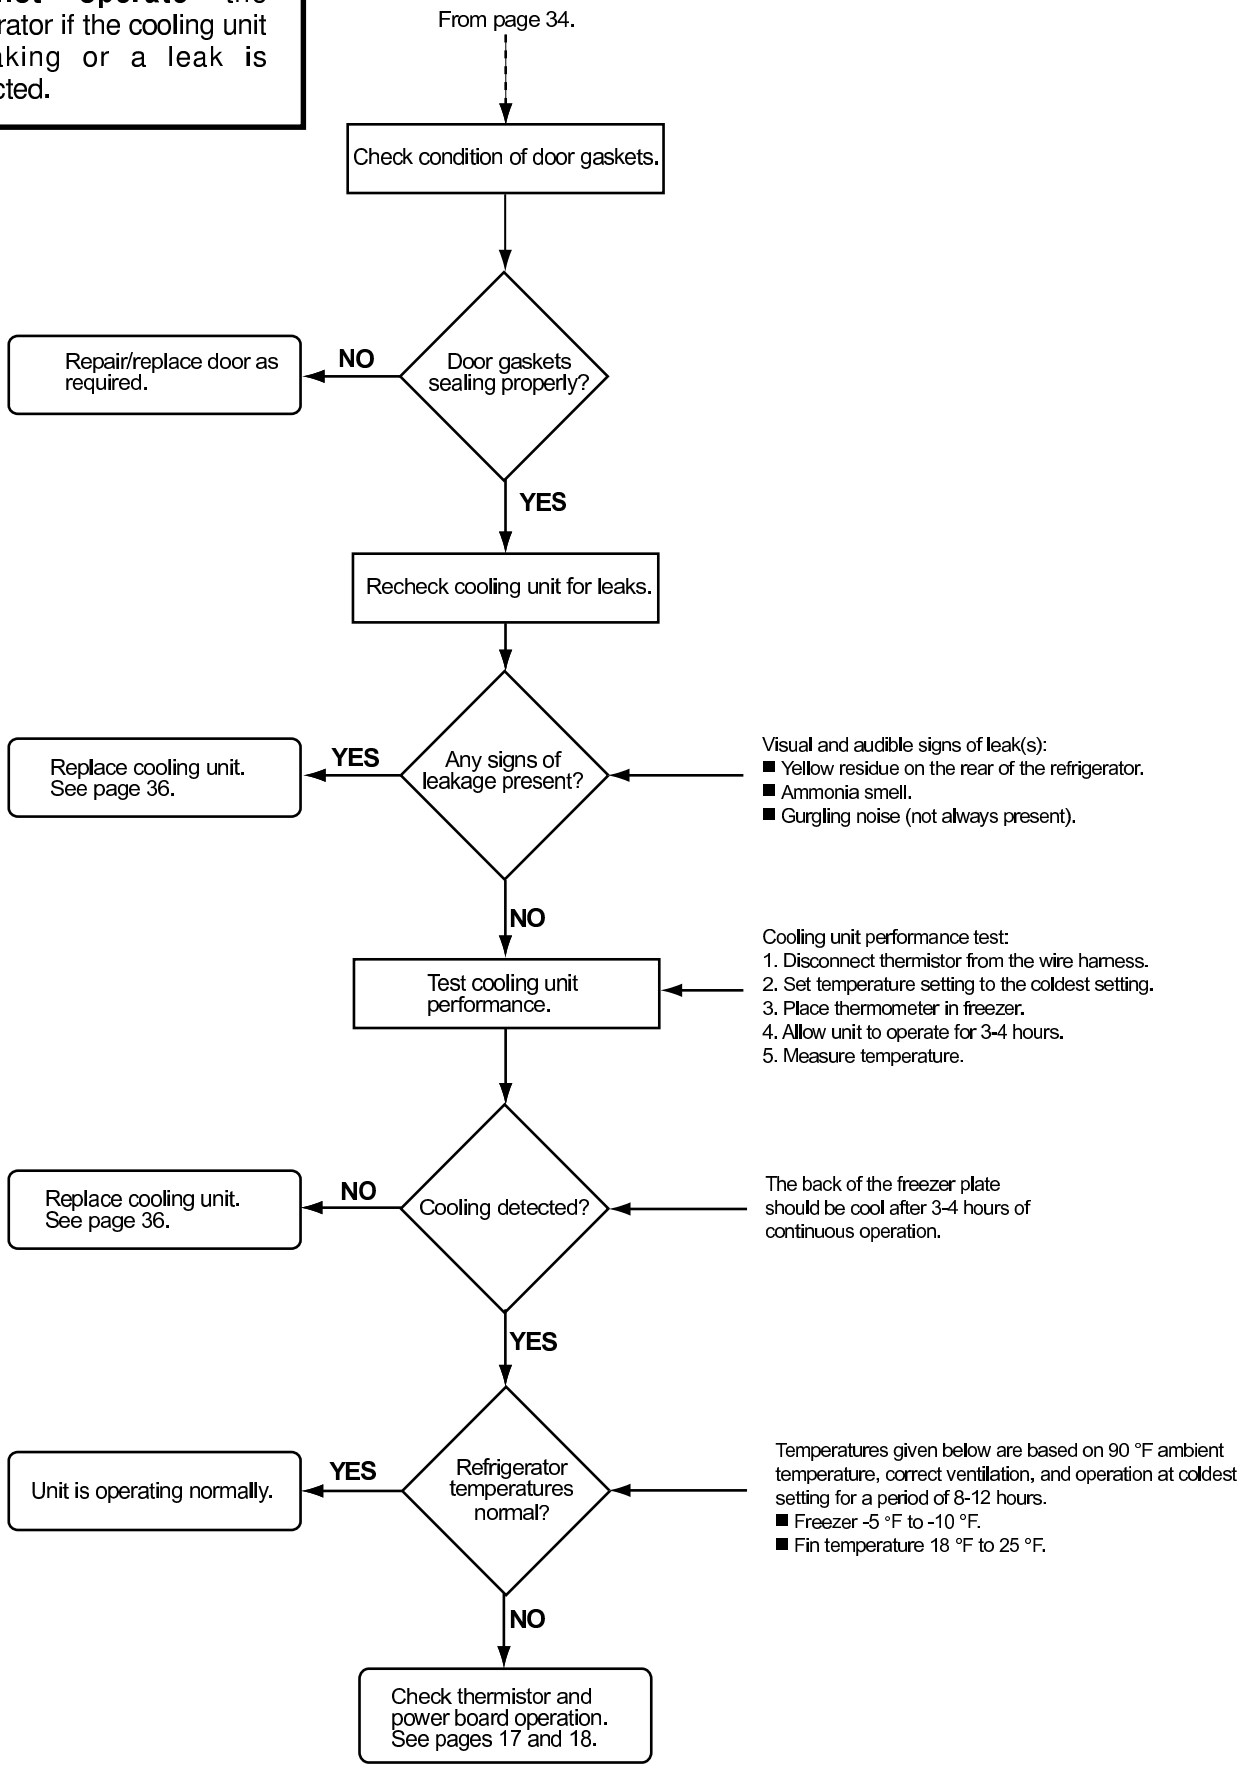 not operate the
rator if the cooling unit
aking or a leak is
cted.
From page 34.
Check condition of door gaskets.
Door gaskets
sealing properly?
NO
Repair/replace door as
required.
YES
Recheck cooling unit for leaks.
Any signs of
leakage present?
YES
Replace cooling unit.
See page 36.
Visual and audible signs of leak(s):
■ Yellow residue on the rear of the refrigerator.
■ Ammonia smell.
■ Gurgling noise (not always present).
NO
Test cooling unit
performance.
Cooling unit performance test:
1. Disconnect thermistor from the wire harness.
2. Set temperature setting to the coldest setting.
3. Place thermometer in freezer.
4. Allow unit to operate for 3-4 hours.
5. Measure temperature.
Cooling detected?
NO
Replace cooling unit.
See page 36.
The back of the freezer plate
should be cool after 3-4 hours of
continuous operation.
YES
Refrigerator
temperatures
normal?
YES
Unit is operating normally.
Temperatures given below are based on 90 °F ambient
temperature, correct ventilation, and operation at coldest
setting for a period of 8-12 hours.
■ Freezer -5 °F to -10 °F.
■ Fin temperature 18 °F to 25 °F.
NO
Check thermistor and
power board operation.
See pages 17 and 18.